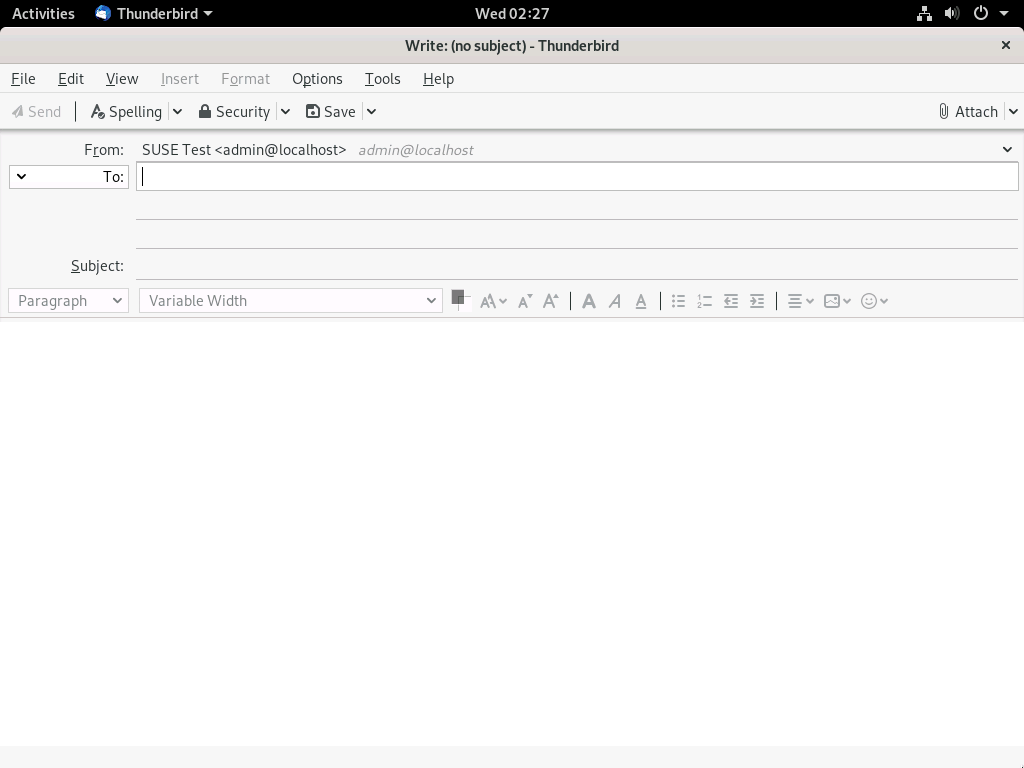 Activities Thunderbird Wed 02:27
Write: (no subject) - Thunderbird
File Edit View Insert Format Options Tools Help
Send Spelling Security Save Attach
From: SUSE Test <admin@localhost> admin@localhost
To:
Subject:
Paragraph Variable Width